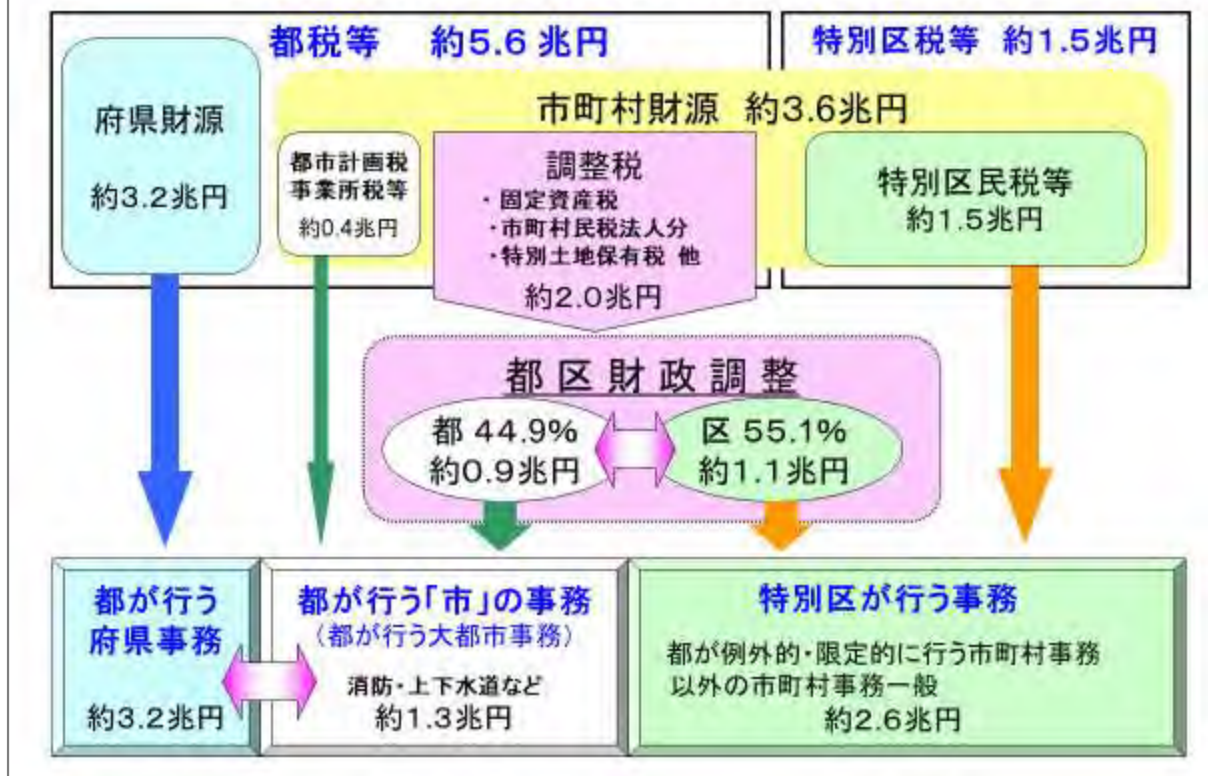 都税等 約5.6兆円
特別区税等 約1.5兆円
府県財源
約3.2兆円
市町村財源 約3.6兆円
都市計画税
事業所税等
約0.4兆円
調整税
・固定資産税
・市町村民税法人分
・特別土地保有税 他
約2.0兆円
特別区民税等
約1.5兆円
都区財政調整
都 44.9%
約0.9兆円
区 55.1%
約1.1兆円
都が行う
府県事務
約3.2兆円
都が行う「市」の事務
（都が行う大都市事務）
消防・上下水道など
約1.3兆円
特別区が行う事務
都が例外的・限定的に行う市町村事務
以外の市町村事務一般
約2.6兆円